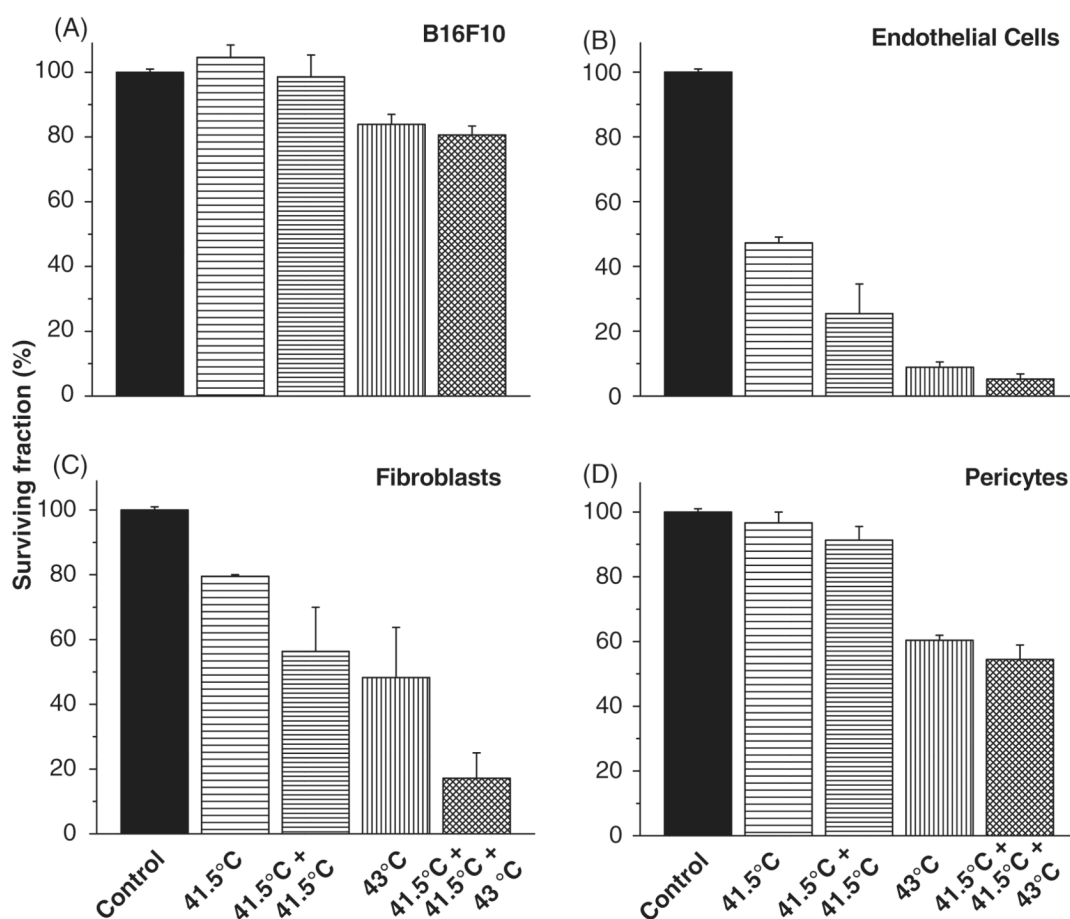 (A)
B16F10
100
80
60
40
20
0
(B)
Endothelial Cells
100
80
60
40
20
0
Surviving fraction (%)
(C)
Fibroblasts
100
80
60
40
20
0
Control
41.5°C
41.5°C +
41.5°C
43°C
41.5°C +
41.5°C +
43 °C
(D)
Pericytes
100
80
60
40
20
0
Control
41.5°C
41.5°C +
41.5°C
43°C
41.5°C +
41.5°C +
43°C